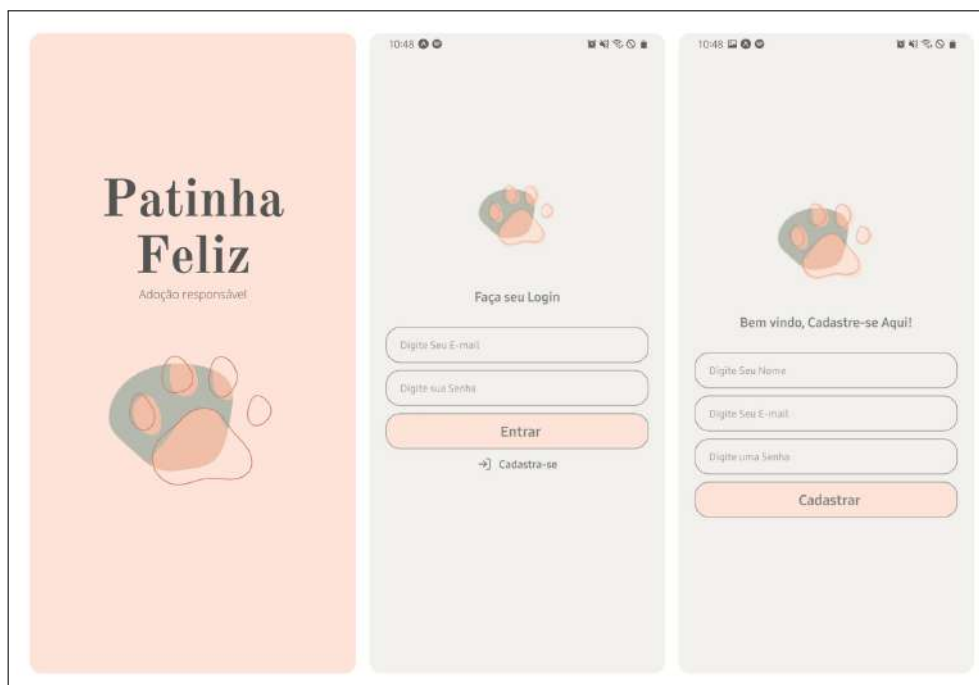 Patinha
Feliz
Adoção responsável
10:48
Faça seu Login
Digite Seu E-mail
Digite sua Senha
Entrar
Cadastra-se
10:48
Bem vindo, Cadastre-se Aqui!
Digite Seu Nome
Digite Seu E-mail
Digite uma Senha
Cadastrar